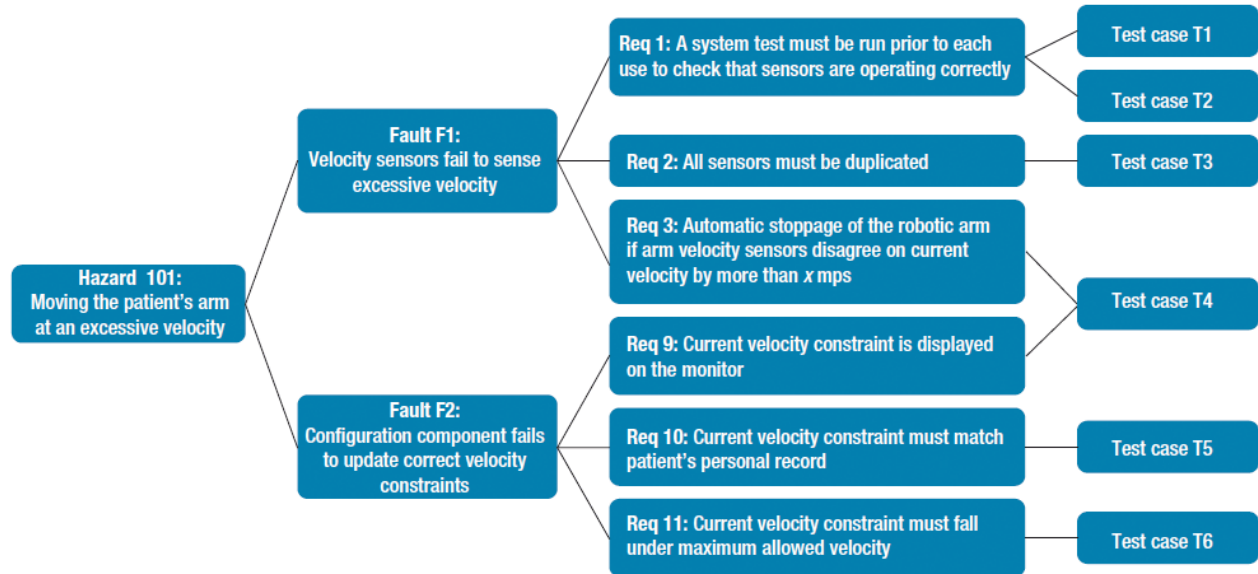 Hazard 101:
Moving the patient's arm
at an excessive velocity
Fault F1:
Velocity sensors fail to sense
excessive velocity
Fault F2:
Configuration component fails
to update correct velocity
constraints
Req 1: A system test must be run prior to each
use to check that sensors are operating correctly
Req 2: All sensors must be duplicated
Req 3: Automatic stoppage of the robotic arm
if arm velocity sensors disagree on current
velocity by more than x mps
Req 9: Current velocity constraint is displayed
on the monitor
Req 10: Current velocity constraint must match
patient's personal record
Req 11: Current velocity constraint must fall
under maximum allowed velocity
Test case T1
Test case T2
Test case T3
Test case T4
Test case T5
Test case T6